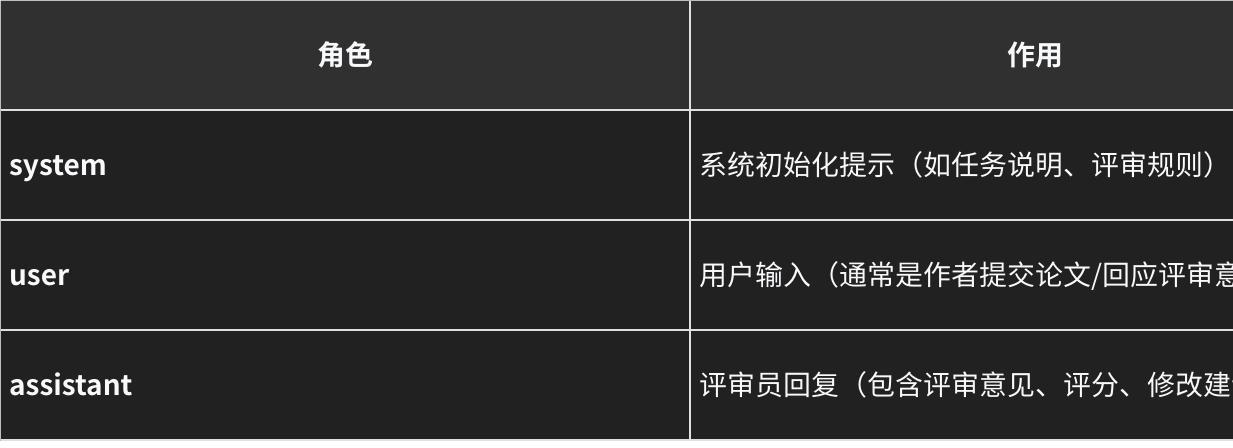 角色
作用
system
系统初始化提示（如任务说明、评审规则）
user
用户输入（通常是作者提交论文/回应评审意
assistant
评审员回复（包含评审意见、评分、修改建